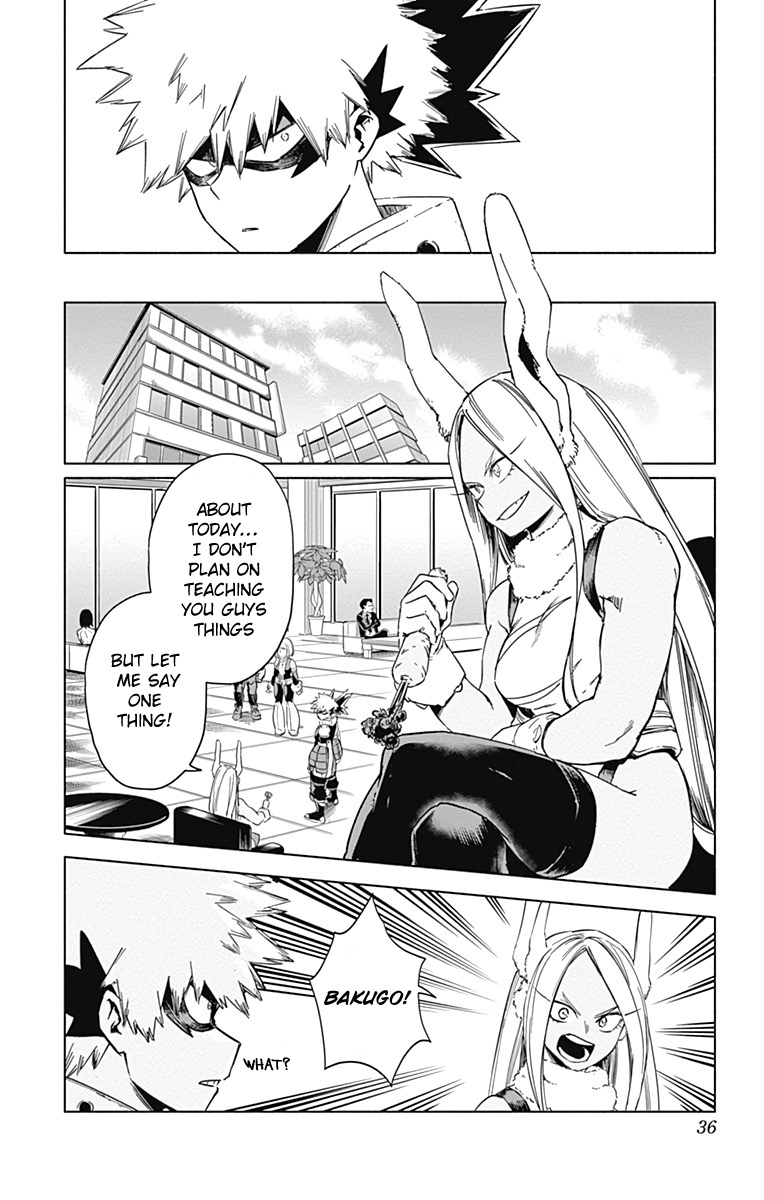 ABOUT
TODAY...
I DON'T
PLAN ON
TEACHING
YOU GUYS
THINGS
BUT LET
ME SAY
ONE
THING!
BAKUGO!
WHAT?
36